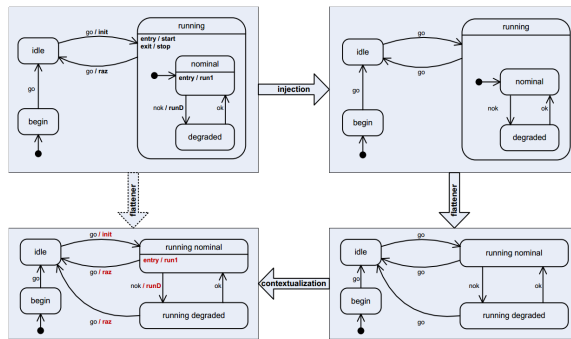 running
go / init
entry / start
exit / stop
idle
nominal
go / raz
entry / run1
go
nok / runD
ok
begin
degraded
injection
running
go
idle
go
nominal
go
nok
ok
begin
degraded
flattener
flattener
go / init
idle
running nominal
entry / run1
go / raz
go
nok / runD
ok
begin
running degraded
go / raz
contextualization
go
idle
running nominal
go
go
nok
ok
begin
running degraded
go